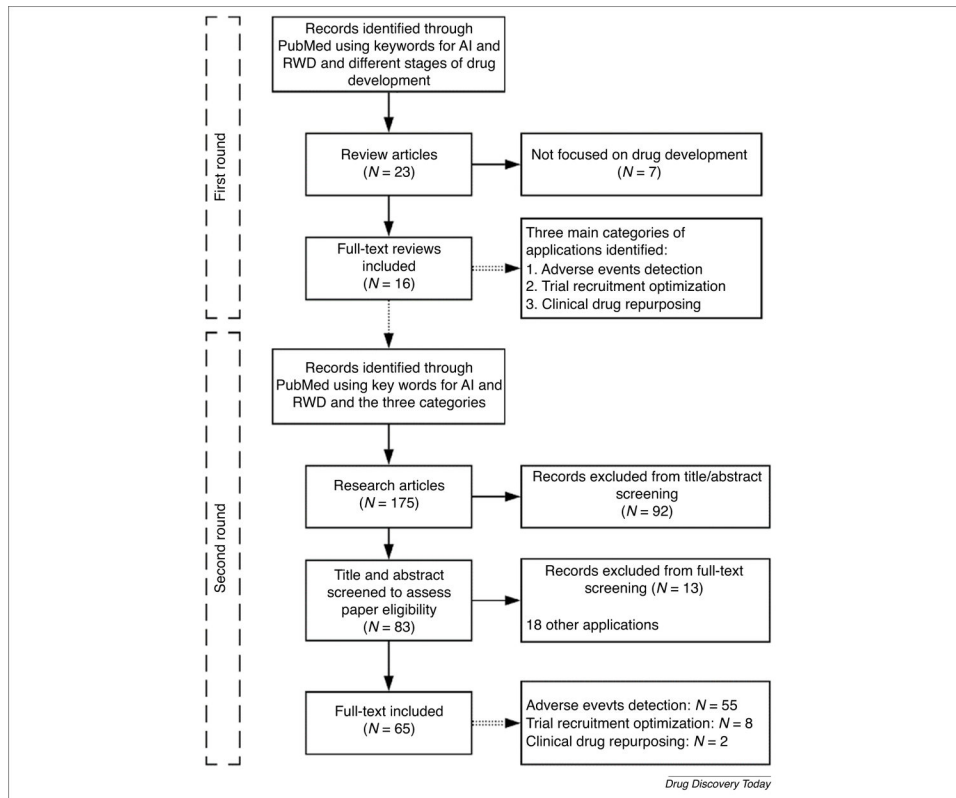 First round
Records identified through
PubMed using keywords for AI and
RWD and different stages of drug
development
Review articles
(N = 23)
Not focused on drug development
(N = 7)
Full-text reviews
included
(N = 16)
Three main categories of
applications identified:
1. Adverse events detection
2. Trial recruitment optimization
3. Clinical drug repurposing
Second round
Records identified through
PubMed using key words for AI and
RWD and the three categories
Research articles
(N = 175)
Records excluded from title/abstract
screening
(N = 92)
Title and abstract
screened to assess
paper eligibility
(N = 83)
Records excluded from full-text
screening (N = 13)
18 other applications
Full-text included
(N = 65)
Adverse evevts detection: N = 55
Trial recruitment optimization: N = 8
Clinical drug repurposing: N = 2
Drug Discovery Today